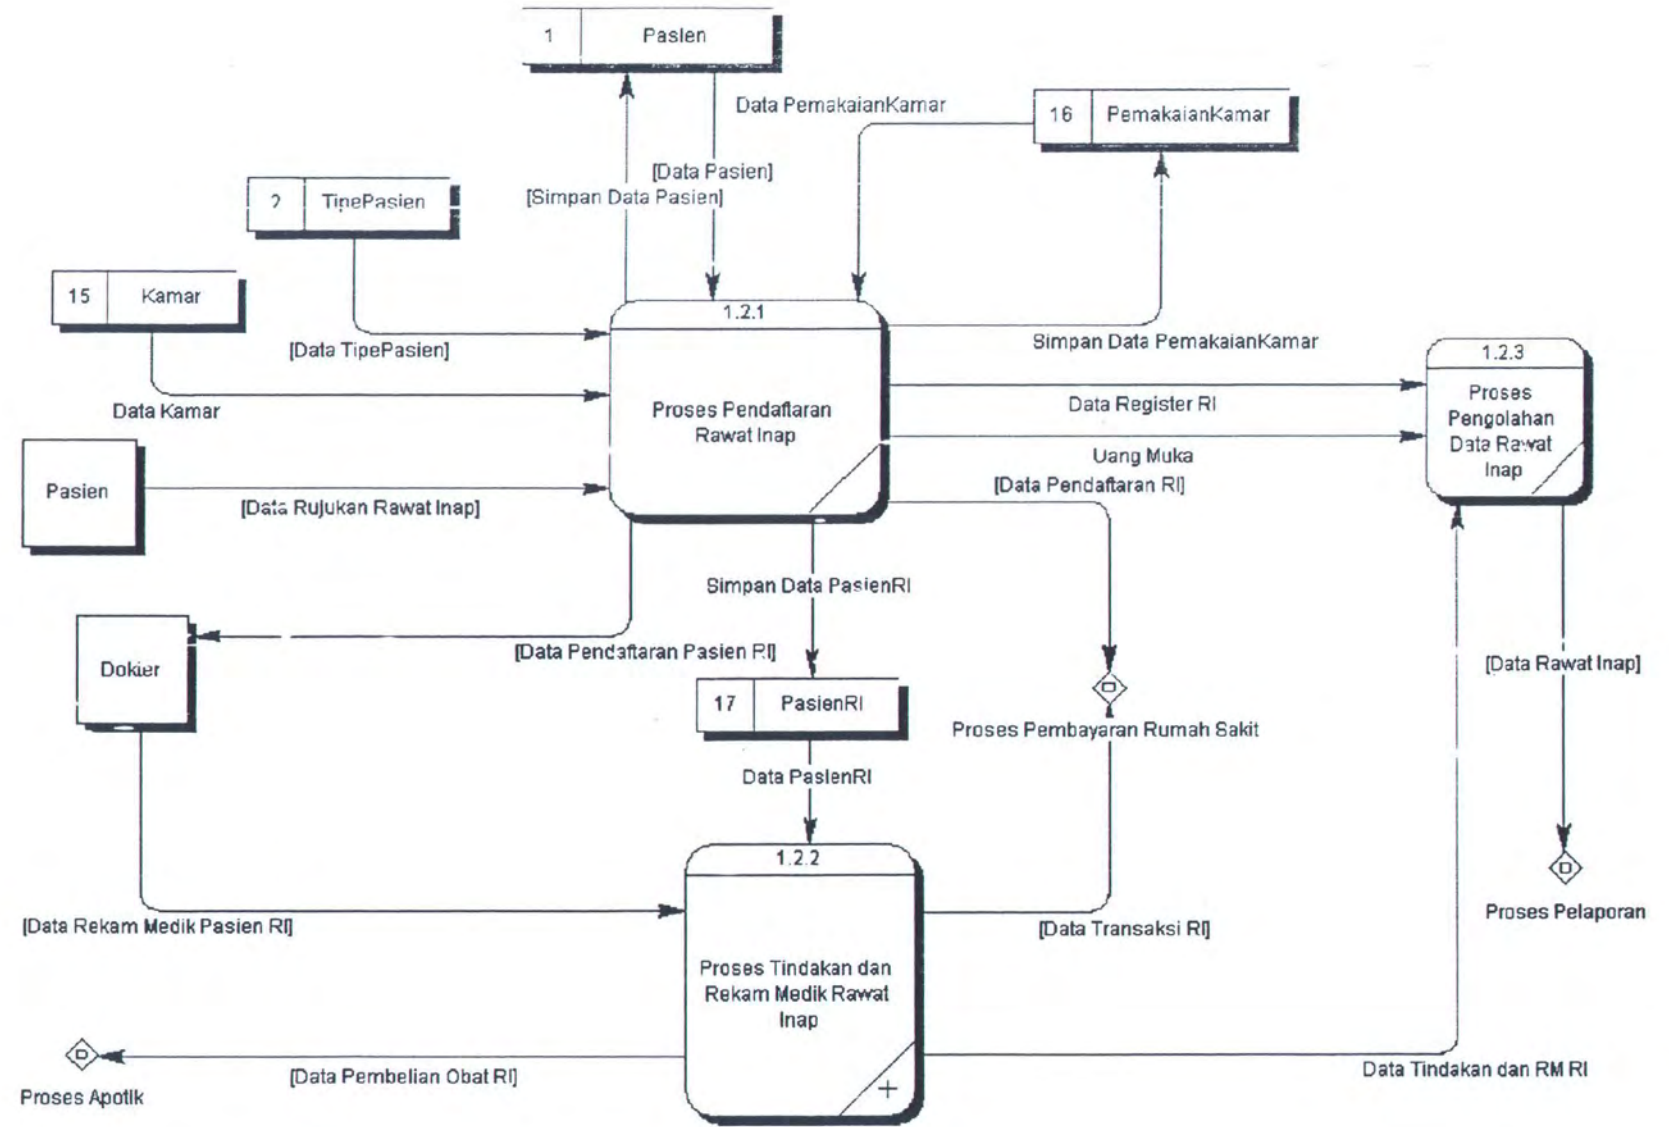 1 Pasien
Data PemakaianKamar
16 PemakaianKamar
[Data Pasien]
[Simpan Data Pasien]
2 TipePasien
15 Kamar
1.2.1
[Data TipePasien]
Simpan Data PemakaianKamar
1.2.3
Data Kamar
Proses Pendaftaran
Rawat Inap
Data Register RI
Proses
Pengolahan
Data Rawat
Inap
Uang Muka
Pasien
[Data Rujukan Rawat Inap]
[Data Pendaftaran RI]
Simpan Data PasienRI
[Data Pendaftaran Pasien RI]
Dokter
[Data Rawat Inap]
17 PasienRI
Proses Pembayaran Rumah Sakit
Data PasienRI
1.2.2
[Data Rekam Medik Pasien RI]
[Data Transaksi RI]
Proses Pelaporan
Proses Tindakan dan
Rekam Medik Rawat
Inap
+
[Data Pembelian Obat RI]
Data Tindakan dan RM RI
Proses Apotik